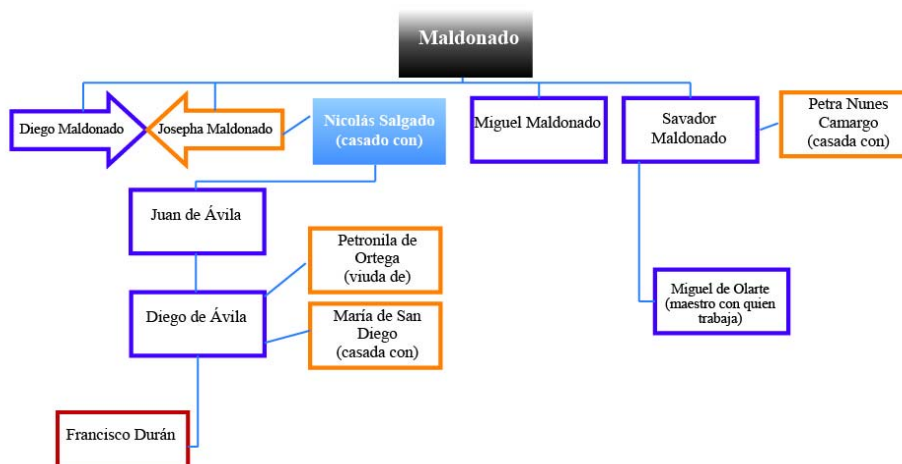 Maldonado
Diego Maldonado
Josepha Maldonado
Nicolás Salgado
(casado con)
Miguel Maldonado
Savador
Maldonado
Petra Nunes
Camargo
(casada con)
Juan de Ávila
Petronila de
Ortega
(viuda de)
Miguel de Olarte
(maestro con quien
trabaja)
Diego de Ávila
María de San
Diego
(casada con)
Francisco Durán